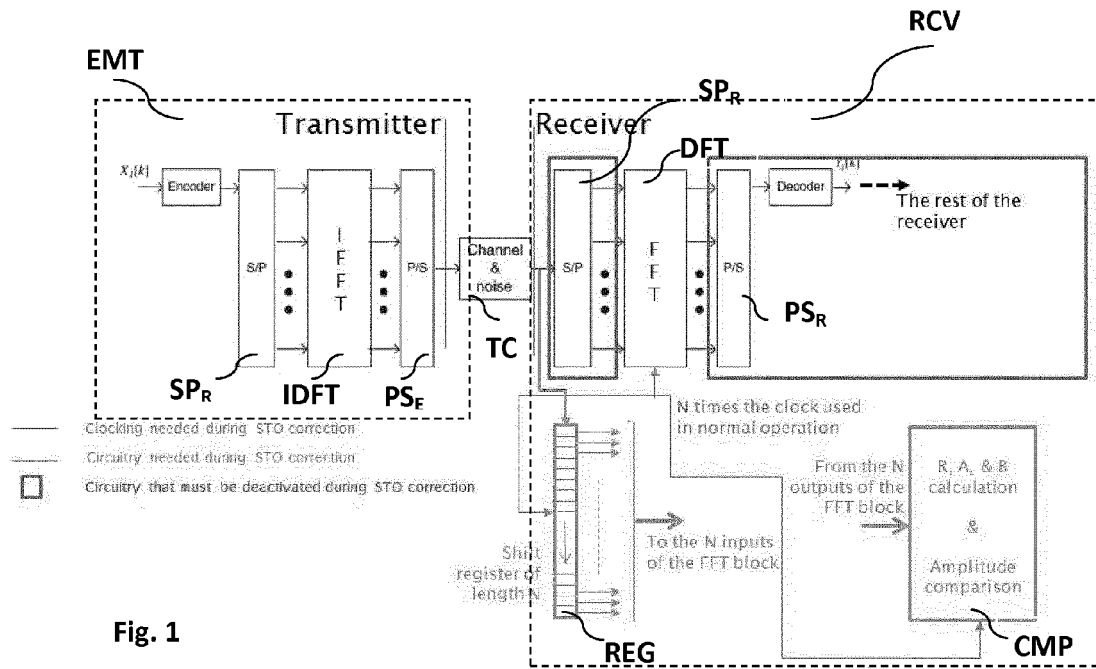 RCV
EMT
SP_R
Transmitter
Receiver
DFT
X_i[k]
Encoder
S/P
I
F
F
T
P/S
Channel
&
noise
S/P
F
F
T
P/S
Decoder
Y_i[k]
The rest of the
receiver
SP_R
IDFT
PS_E
TC
PS_R
Clocking needed during STO correction
Circuitry needed during STO correction
Circuitry that must be deactivated during STO correction
N times the clock used
in normal operation
From the N
outputs of the
FFT block
R, A, & B
calculation
&
Amplitude
comparison
To the N inputs
of the FFT block
Shift
register of
length N
Fig. 1
REG
CMP